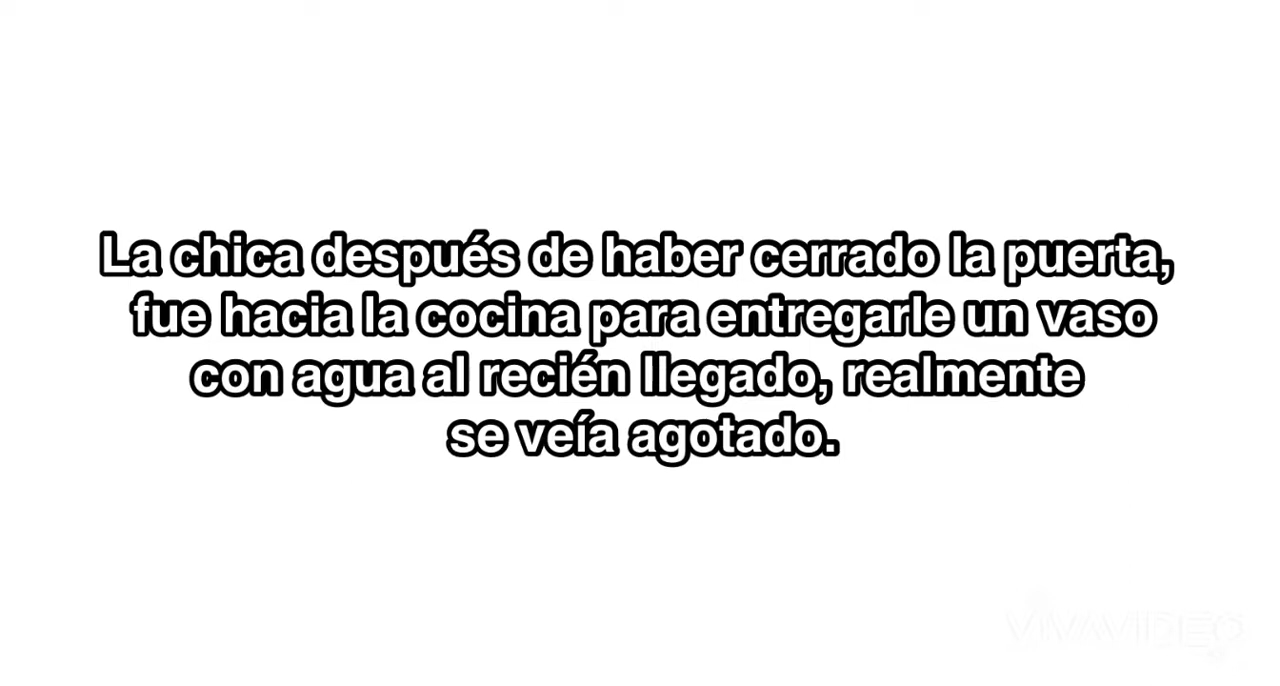 La chica después de haber cerrado la puerta,
fue hacia la cocina para entregarle un vaso
con agua al recién llegado, realmente
se veía agotado.
VIVAVIDEO